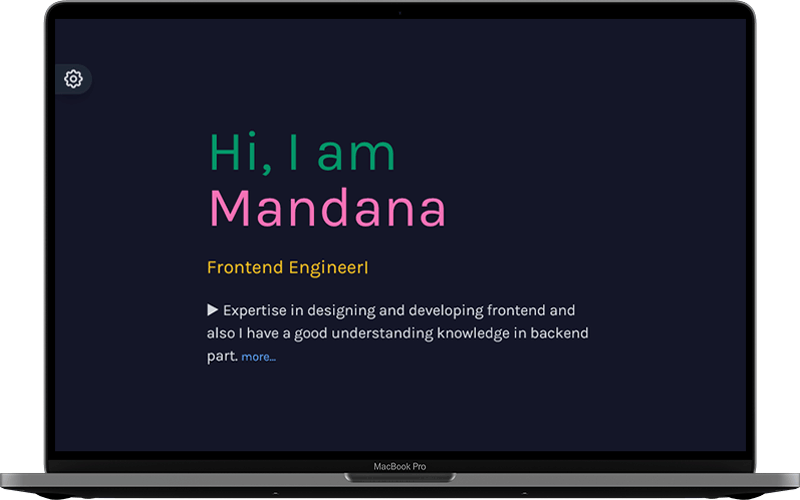 Hi, I am
Mandana
Frontend Engineer|
▶ Expertise in designing and developing frontend and
also I have a good understanding knowledge in backend
part. more...
MacBook Pro